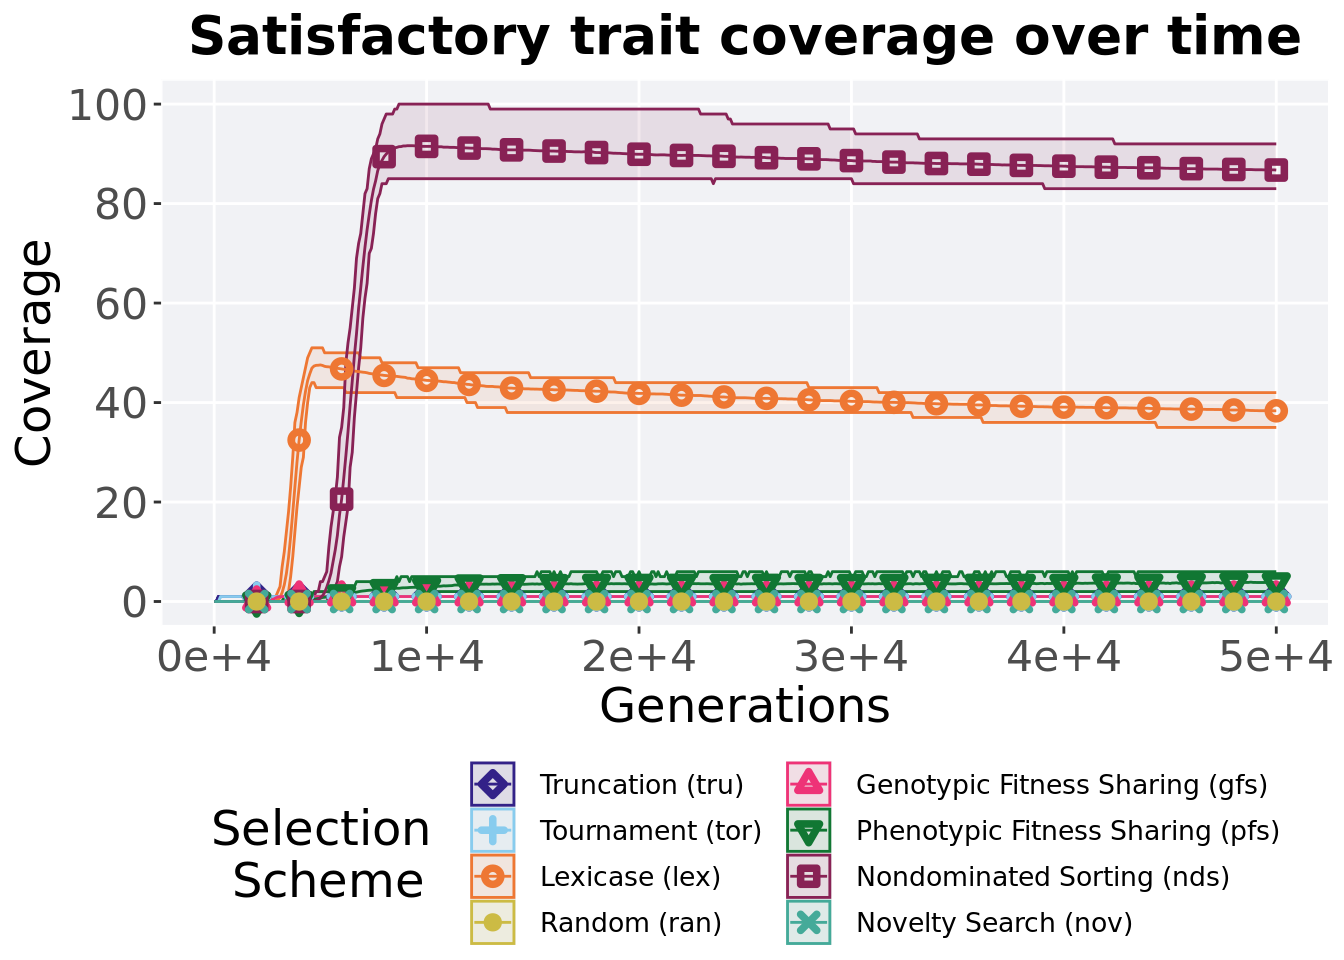 Satisfactory trait coverage over time
Coverage
100
80
60
40
20
0
0e+4 1e+4 2e+4 3e+4 4e+4 5e+4
Generations
Selection
Scheme
Truncation (tru)
Tournament (tor)
Lexicase (lex)
Random (ran)
Genotypic Fitness Sharing (gfs)
Phenotypic Fitness Sharing (pfs)
Nondominated Sorting (nds)
Novelty Search (nov)